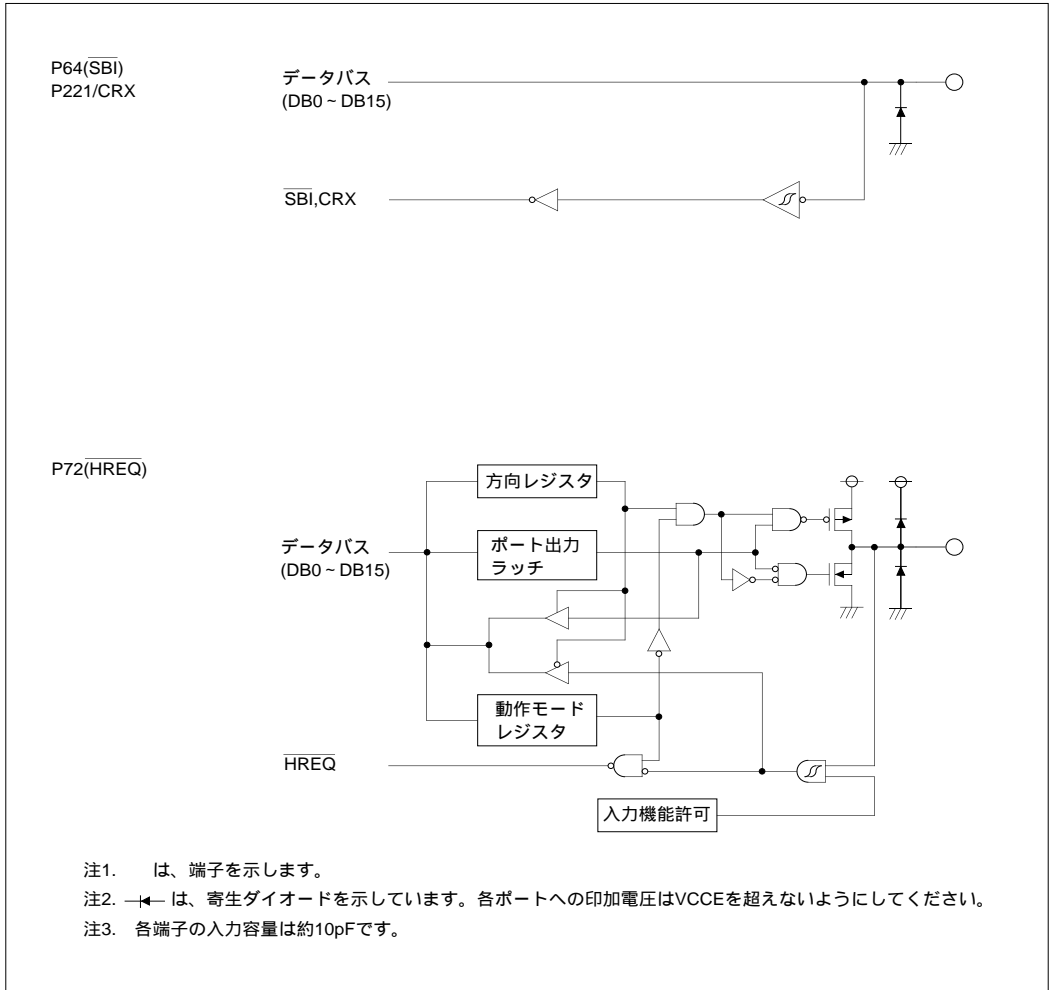 P64(SBI)
P221/CRX
データバス
(DB0 ~ DB15)
SBI,CRX
P72(HREQ)
方向レジスタ
データバス
(DB0 ~ DB15)
ポート出力
ラッチ
動作モード
レジスタ
HREQ
入力機能許可
注1. は、端子を示します。
注2. は、寄生ダイオードを示しています。各ポートへの印加電圧はVCCEを超えないようにしてください。
注3. 各端子の入力容量は約10pFです。